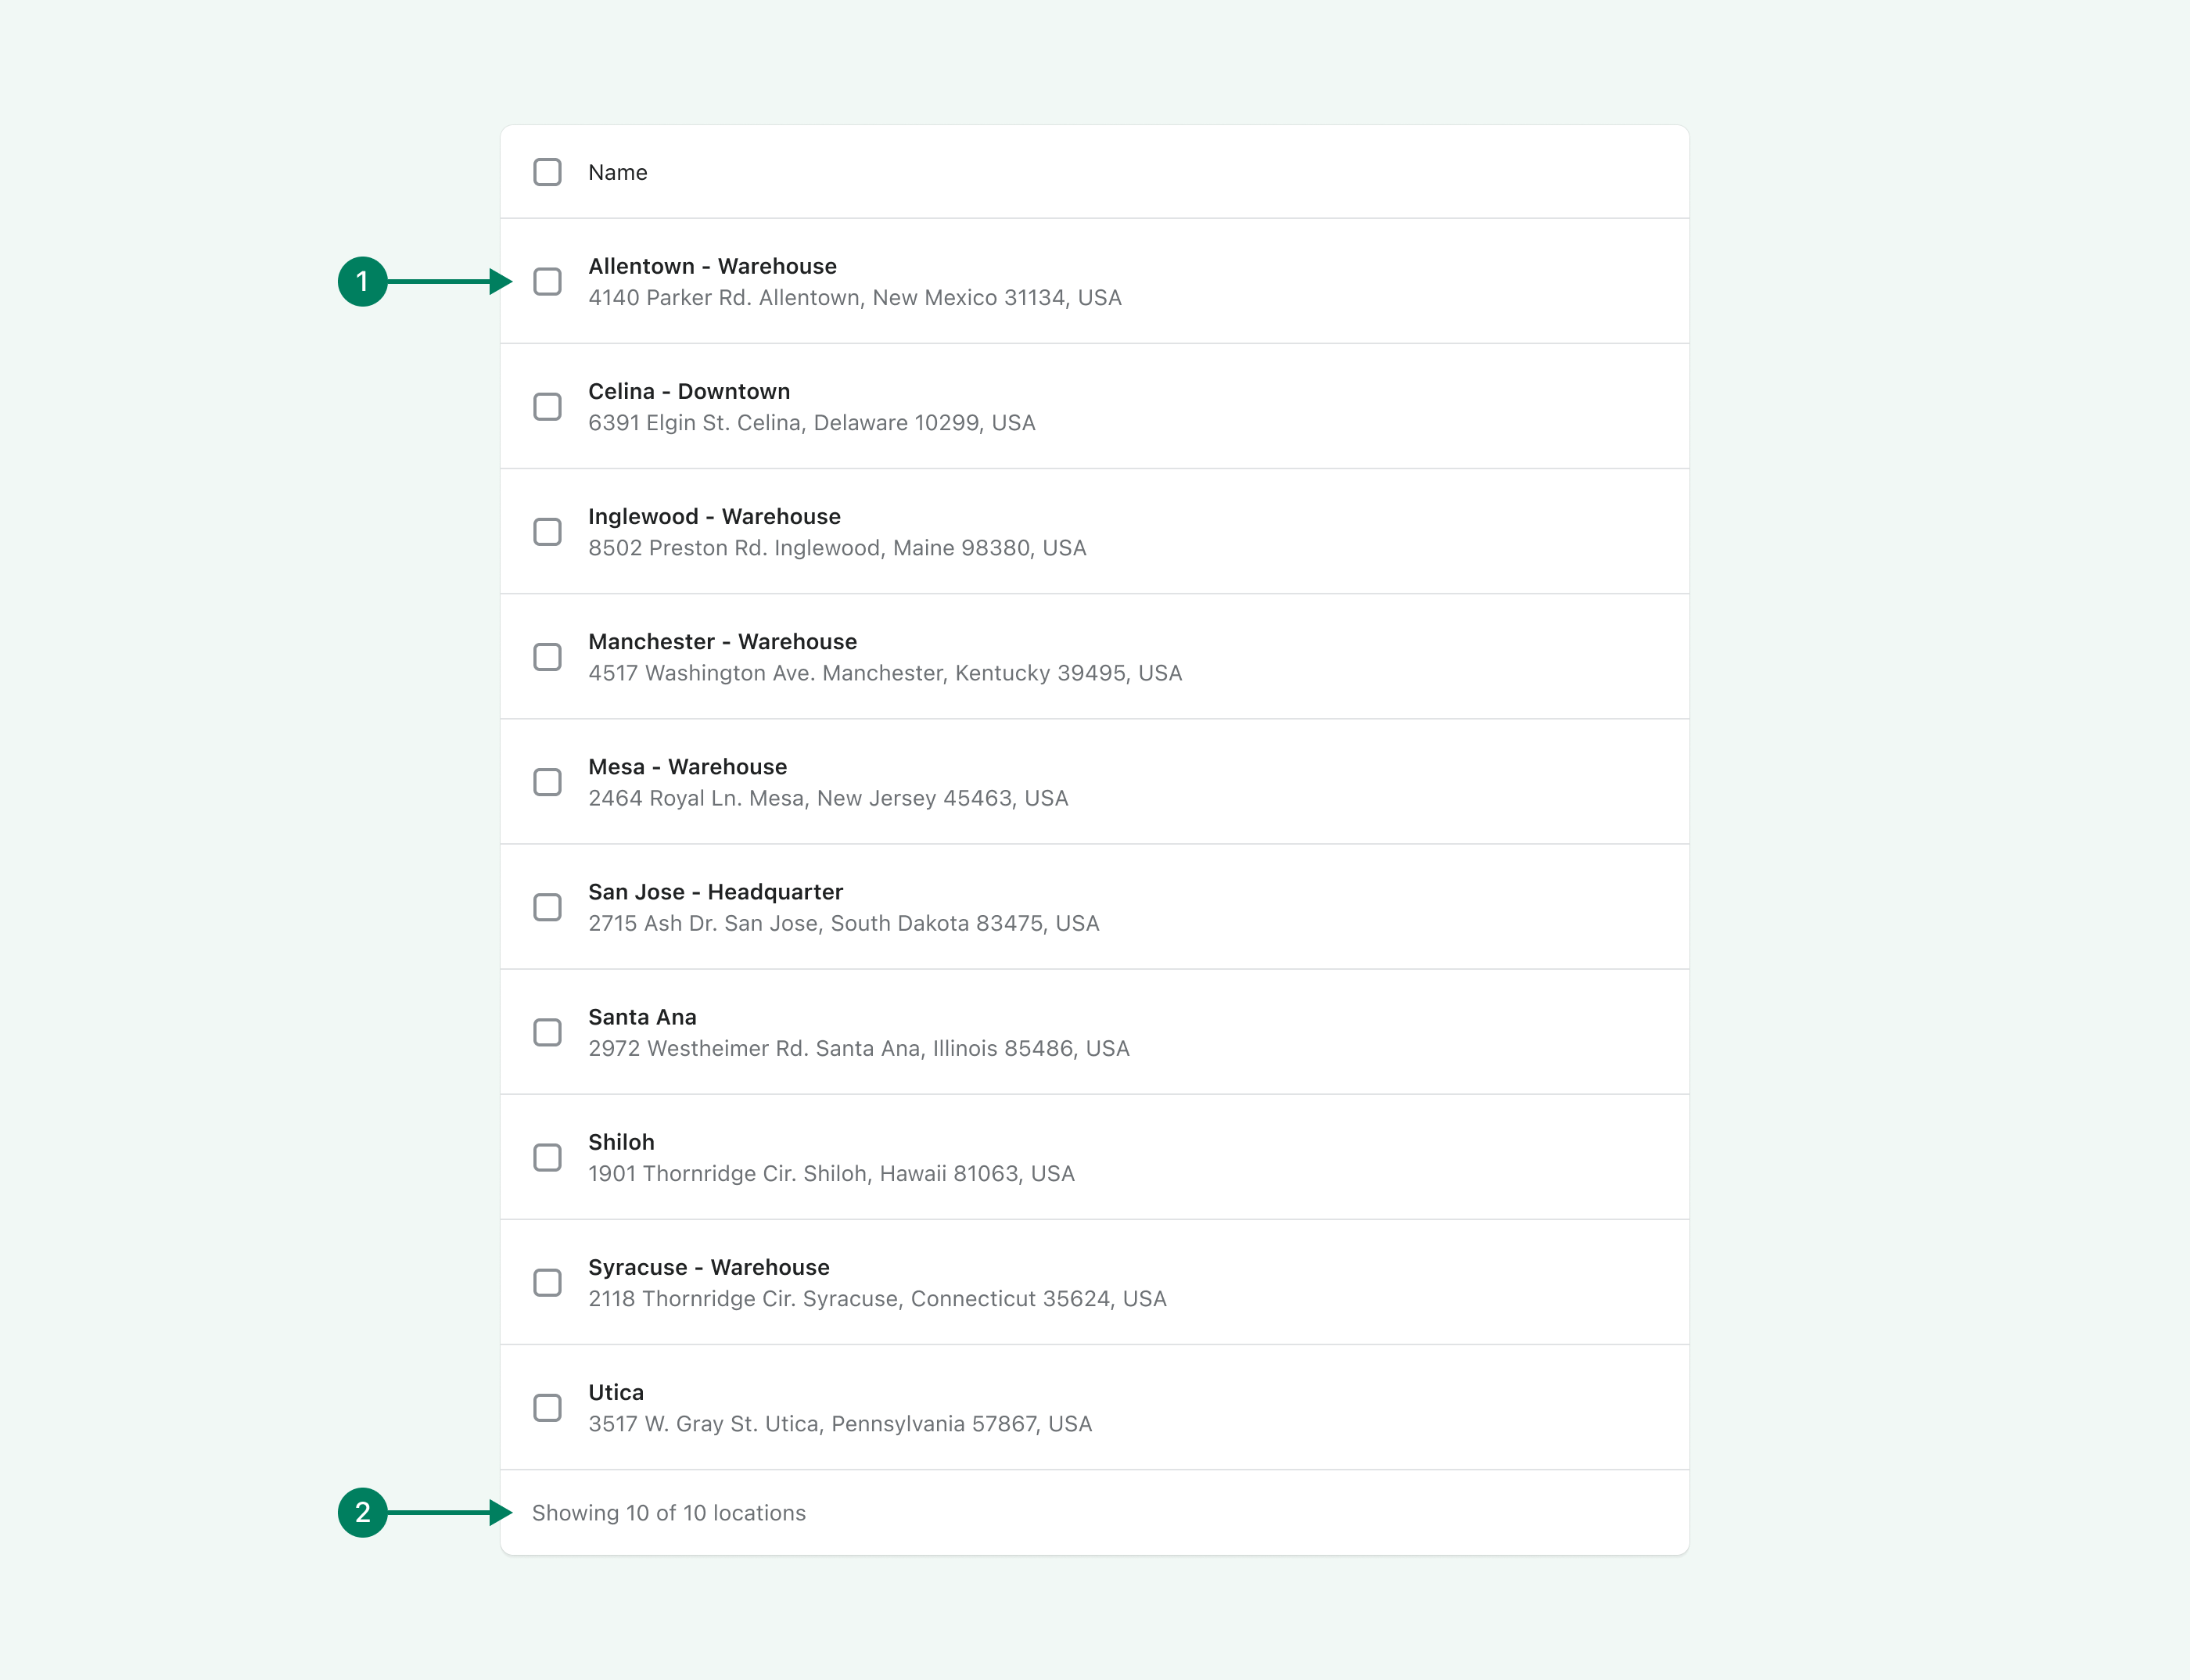 Name
1
Allentown - Warehouse
4140 Parker Rd. Allentown, New Mexico 31134, USA
Celina - Downtown
6391 Elgin St. Celina, Delaware 10299, USA
Inglewood - Warehouse
8502 Preston Rd. Inglewood, Maine 98380, USA
Manchester - Warehouse
4517 Washington Ave. Manchester, Kentucky 39495, USA
Mesa - Warehouse
2464 Royal Ln. Mesa, New Jersey 45463, USA
San Jose - Headquarter
2715 Ash Dr. San Jose, South Dakota 83475, USA
Santa Ana
2972 Westheimer Rd. Santa Ana, Illinois 85486, USA
Shiloh
1901 Thornridge Cir. Shiloh, Hawaii 81063, USA
Syracuse - Warehouse
2118 Thornridge Cir. Syracuse, Connecticut 35624, USA
Utica
3517 W. Gray St. Utica, Pennsylvania 57867, USA
2
Showing 10 of 10 locations